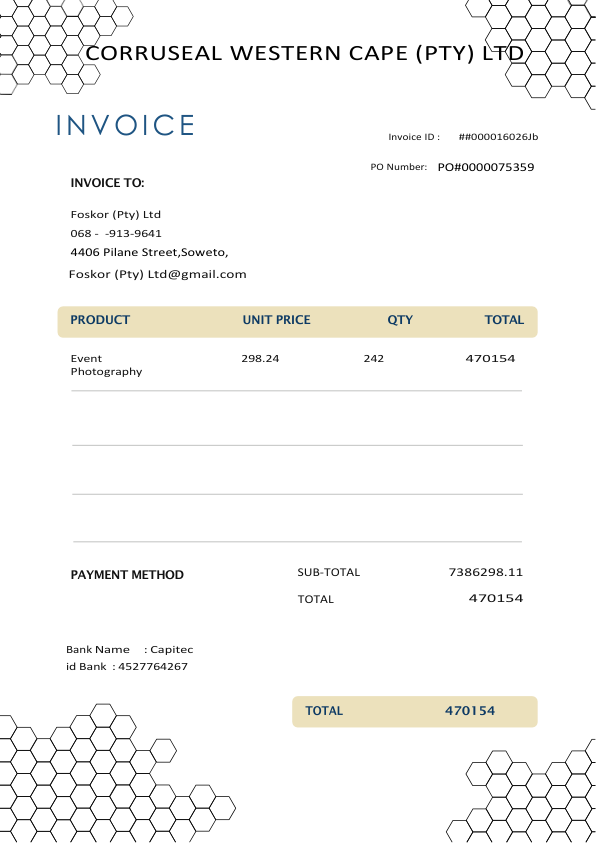 CORRUSEAL WESTERN CAPE (PTY) LTD
INVOICE
Invoice ID : ##000016026Jb
PO Number: PO#0000075359
INVOICE TO:
Foskor (Pty) Ltd
068 - -913-9641
4406 Pilane Street,Soweto,
Foskor (Pty) Ltd@gmail.com
PRODUCT UNIT PRICE QTY TOTAL
Event 298.24 242 470154
Photography
PAYMENT METHOD SUB-TOTAL 7386298.11
TOTAL 470154
Bank Name : Capitec
id Bank : 4527764267
TOTAL 470154